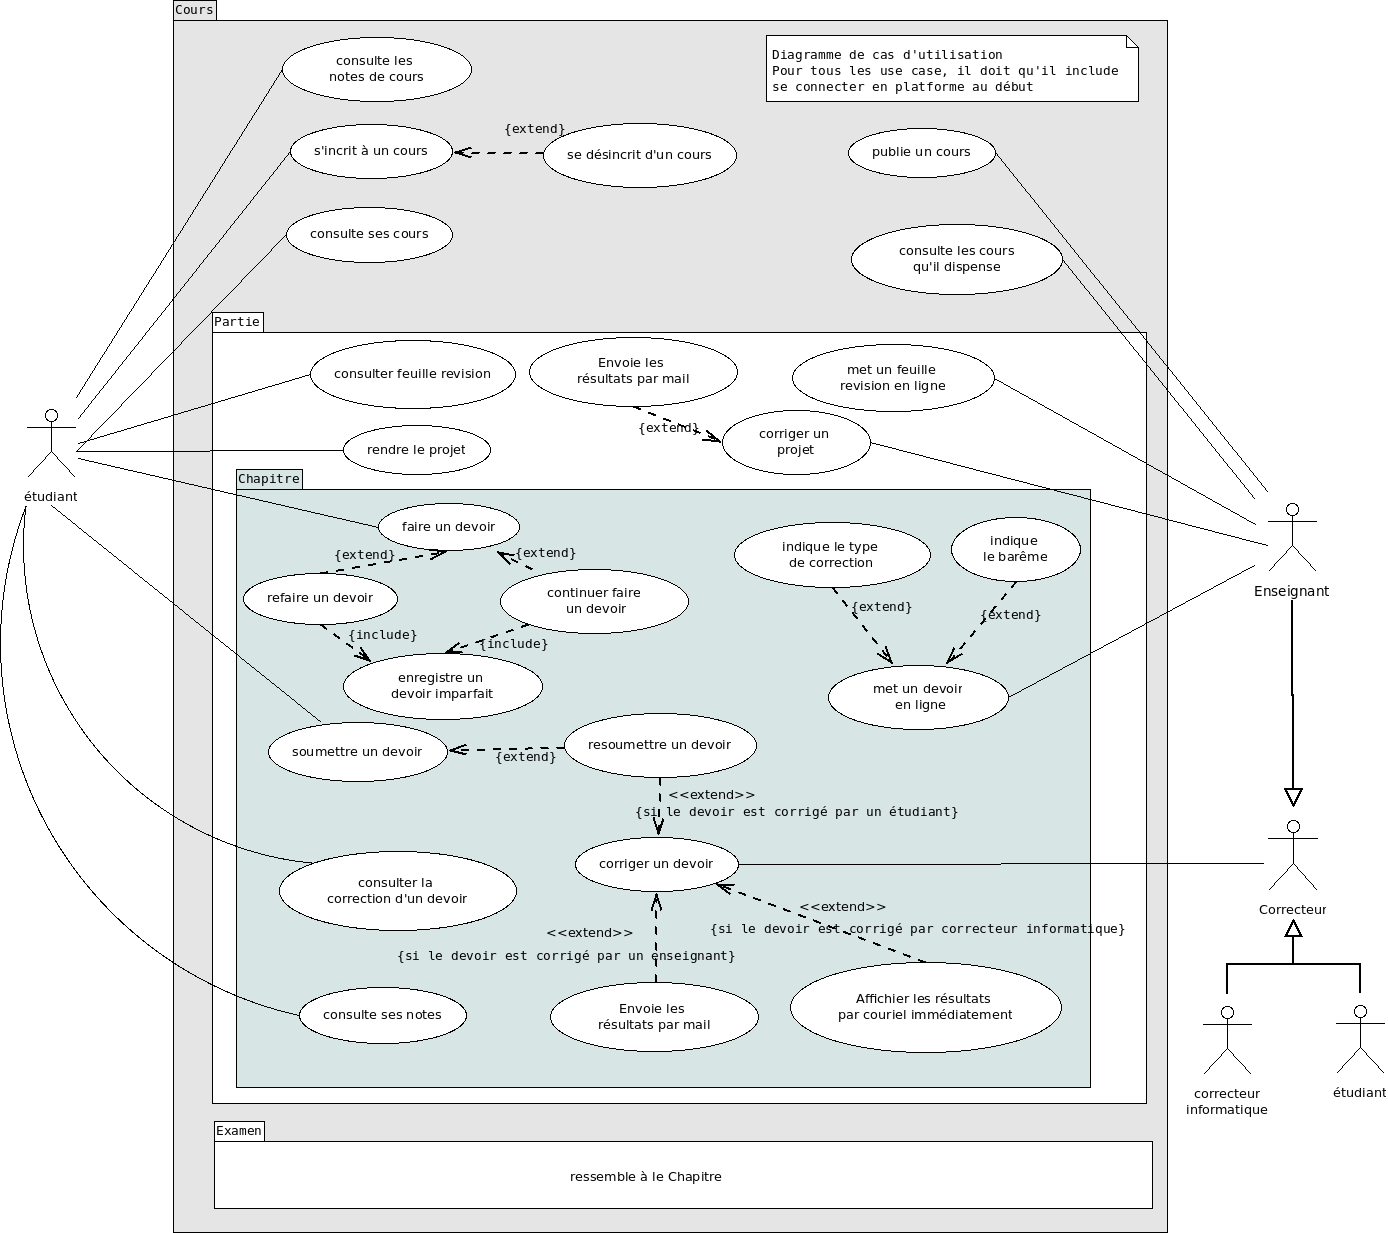 Cours
consulte les
notes de cours
Diagramme de cas d'utilisation
Pour tous les use case, il doit qu'il include
se connecter en platforme au début
s'incrit à un cours
{extend}
se désincrit d'un cours
publie un cours
consulte ses cours
consulte les cours
qu'il dispense
Partie
consulter feuille revision
Envoie les
résultats par mail
met un feuille
revision en ligne
{extend}
corriger un
projet
rendre le projet
étudiant
Chapitre
faire un devoir
{extend}
{extend}
refaire un devoir
continuer faire
un devoir
{include}
{include}
enregistre un
devoir imparfait
indique le type
de correction
indique
le barême
{extend}
{extend}
met un devoir
en ligne
Enseignant
soumettre un devoir
{extend}
resoumettre un devoir
<<extend>>
{si le devoir est corrigé par un étudiant}
corriger un devoir
consulter la
correction d'un devoir
<<extend>>
{si le devoir est corrigé par correcteur informatique}
Correcteur
<<extend>>
{si le devoir est corrigé par un enseignant}
consulte ses notes
Envoie les
résultats par mail
Affichier les résultats
par couriel immédiatement
correcteur
informatique
étudiant
Examen
ressemble à le Chapitre